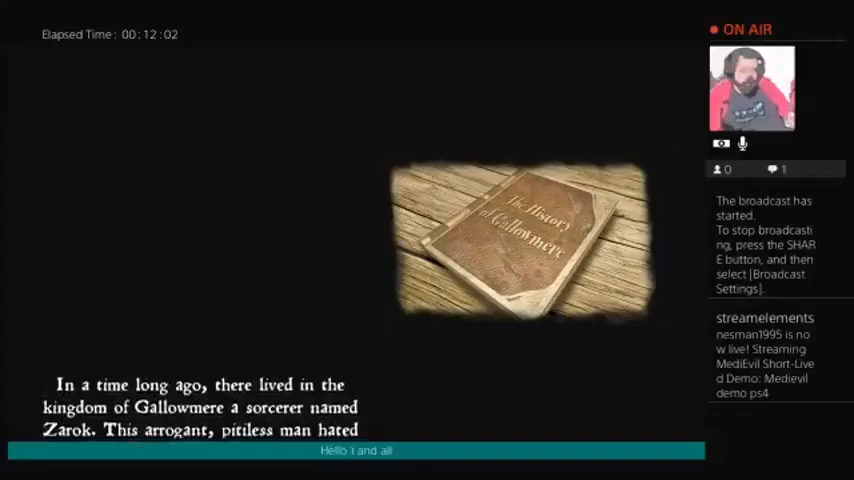 Elapsed Time: 00:12:02
ON AIR
0
1
The History
of Gallowmere
The broadcast has
started.
To stop broadcasti
ng, press the SHAR
E button, and then
select [Broadcast
Settings].
streamelements
nesman1995 is no
w live! Streaming
MediEvil Short-Live
d Demo: Medievil
demo ps4
In a time long ago, there lived in the
kingdom of Gallowmere a sorcerer named
Zarok. This arrogant, pitiless man hated
Hello and all